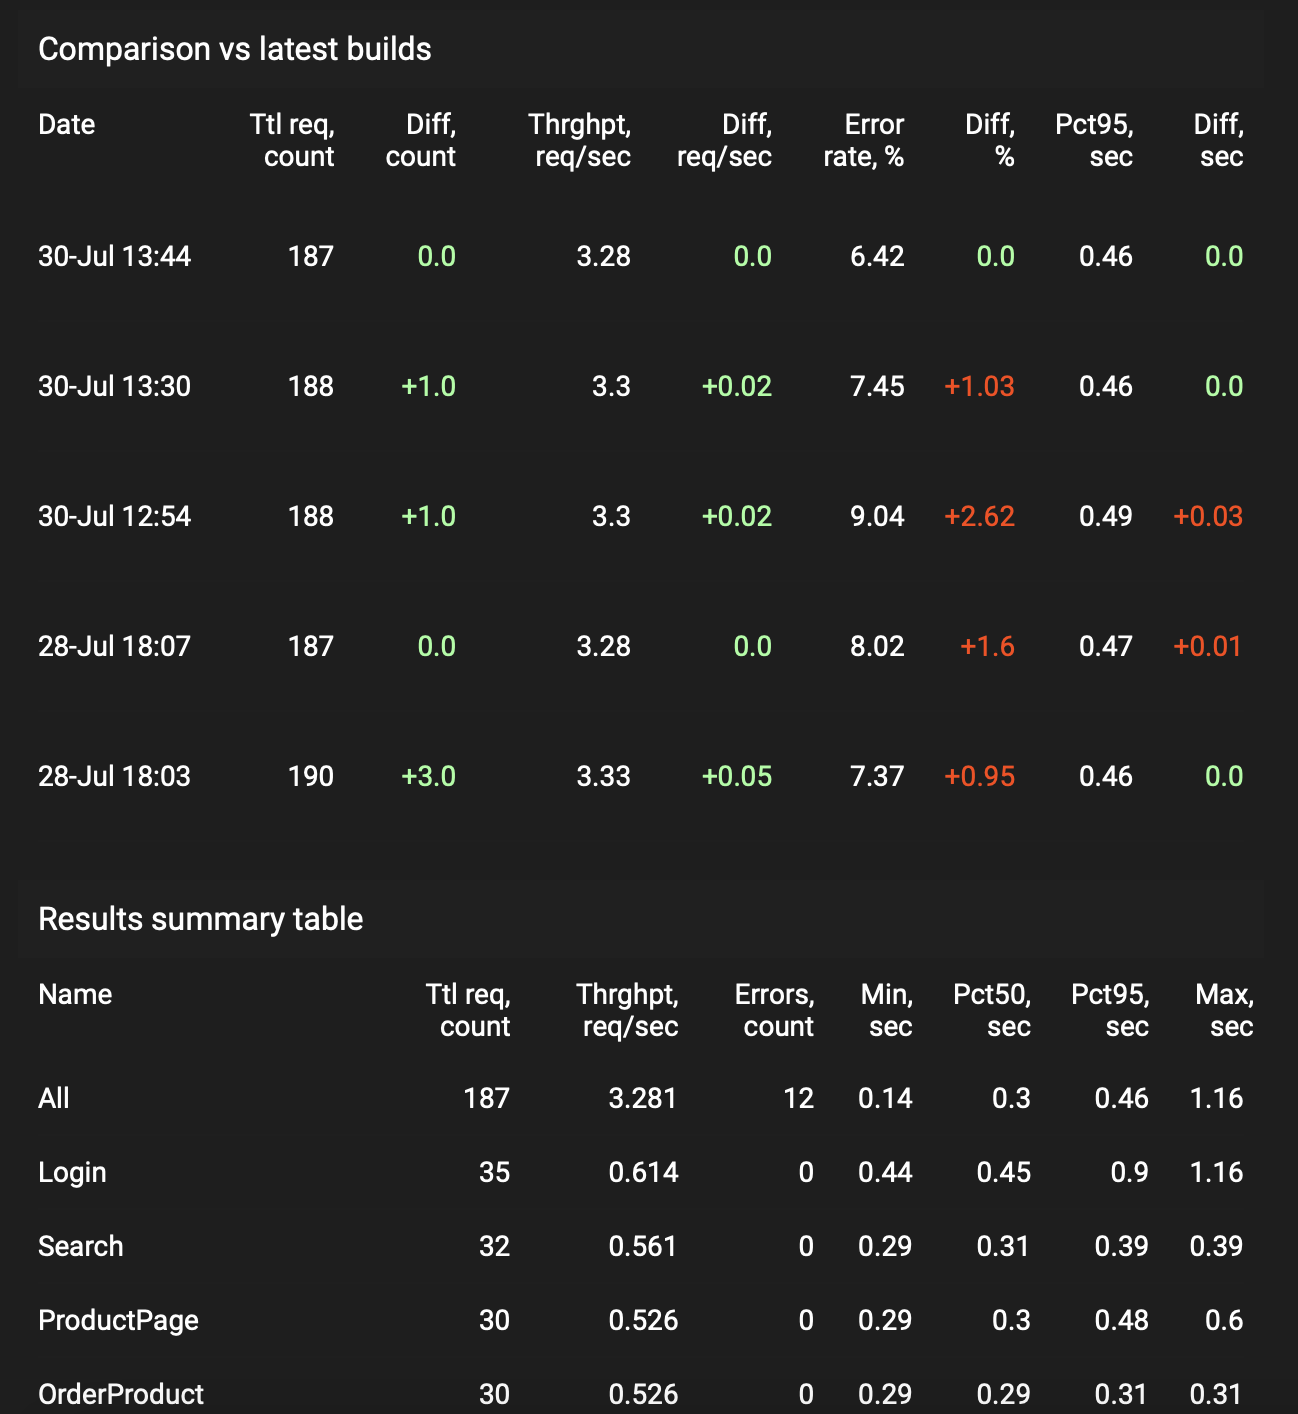 Comparison vs latest builds
Date Ttl req, count Diff, count Thrghpt, req/sec Diff, req/sec Error rate, % Diff, % Pct95, sec Diff, sec
30-Jul 13:44 187 0.0 3.28 0.0 6.42 0.0 0.46 0.0
30-Jul 13:30 188 +1.0 3.3 +0.02 7.45 +1.03 0.46 0.0
30-Jul 12:54 188 +1.0 3.3 +0.02 9.04 +2.62 0.49 +0.03
28-Jul 18:07 187 0.0 3.28 0.0 8.02 +1.6 0.47 +0.01
28-Jul 18:03 190 +3.0 3.33 +0.05 7.37 +0.95 0.46 0.0
Results summary table
Name Ttl req, count Thrghpt, req/sec Errors, count Min, sec Pct50, sec Pct95, sec Max, sec
All 187 3.281 12 0.14 0.3 0.46 1.16
Login 35 0.614 0 0.44 0.45 0.9 1.16
Search 32 0.561 0 0.29 0.31 0.39 0.39
ProductPage 30 0.526 0 0.29 0.3 0.48 0.6
OrderProduct 30 0.526 0 0.29 0.29 0.31 0.31